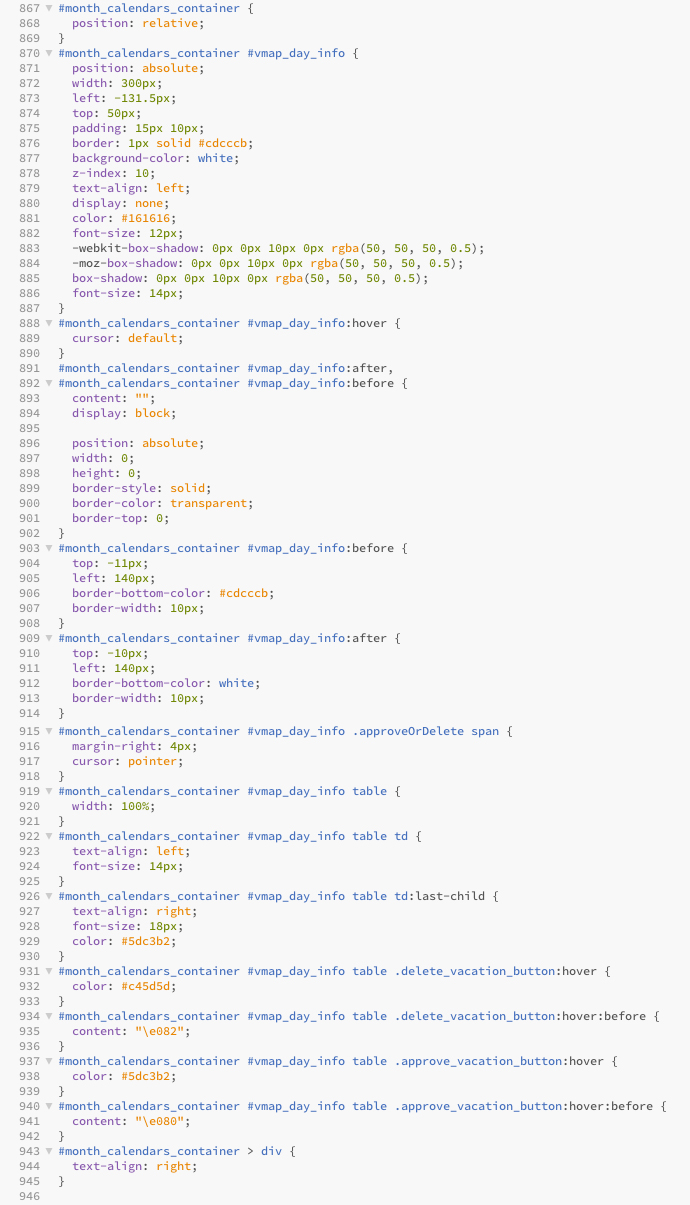 867 ▼ #month_calendars_container {
868 position: relative;
869 }
870 ▼ #month_calendars_container #vmap_day_info {
871 position: absolute;
872 width: 300px;
873 left: -131.5px;
874 top: 50px;
875 padding: 15px 10px;
876 border: 1px solid #cdcccb;
877 background-color: white;
878 z-index: 10;
879 text-align: left;
880 display: none;
881 color: #161616;
882 font-size: 12px;
883 -webkit-box-shadow: 0px 0px 10px 0px rgba(50, 50, 50, 0.5);
884 -moz-box-shadow: 0px 0px 10px 0px rgba(50, 50, 50, 0.5);
885 box-shadow: 0px 0px 10px 0px rgba(50, 50, 50, 0.5);
886 font-size: 14px;
887 }
888 ▼ #month_calendars_container #vmap_day_info:hover {
889 cursor: default;
890 }
891 #month_calendars_container #vmap_day_info:after,
892 ▼ #month_calendars_container #vmap_day_info:before {
893 content: "";
894 display: block;
895
896 position: absolute;
897 width: 0;
898 height: 0;
899 border-style: solid;
900 border-color: transparent;
901 border-top: 0;
902 }
903 ▼ #month_calendars_container #vmap_day_info:before {
904 top: -11px;
905 left: 140px;
906 border-bottom-color: #cdcccb;
907 border-width: 10px;
908 }
909 ▼ #month_calendars_container #vmap_day_info:after {
910 top: -10px;
911 left: 140px;
912 border-bottom-color: white;
913 border-width: 10px;
914 }
915 ▼ #month_calendars_container #vmap_day_info .approveOrDelete span {
916 margin-right: 4px;
917 cursor: pointer;
918 }
919 ▼ #month_calendars_container #vmap_day_info table {
920 width: 100%;
921 }
922 ▼ #month_calendars_container #vmap_day_info table td {
923 text-align: left;
924 font-size: 14px;
925 }
926 ▼ #month_calendars_container #vmap_day_info table td:last-child {
927 text-align: right;
928 font-size: 18px;
929 color: #5dc3b2;
930 }
931 ▼ #month_calendars_container #vmap_day_info table .delete_vacation_button:hover {
932 color: #c45d5d;
933 }
934 ▼ #month_calendars_container #vmap_day_info table .delete_vacation_button:hover:before {
935 content: "\e082";
936 }
937 ▼ #month_calendars_container #vmap_day_info table .approve_vacation_button:hover {
938 color: #5dc3b2;
939 }
940 ▼ #month_calendars_container #vmap_day_info table .approve_vacation_button:hover:before {
941 content: "\e080";
942 }
943 ▼ #month_calendars_container > div {
944 text-align: right;
945 }
946